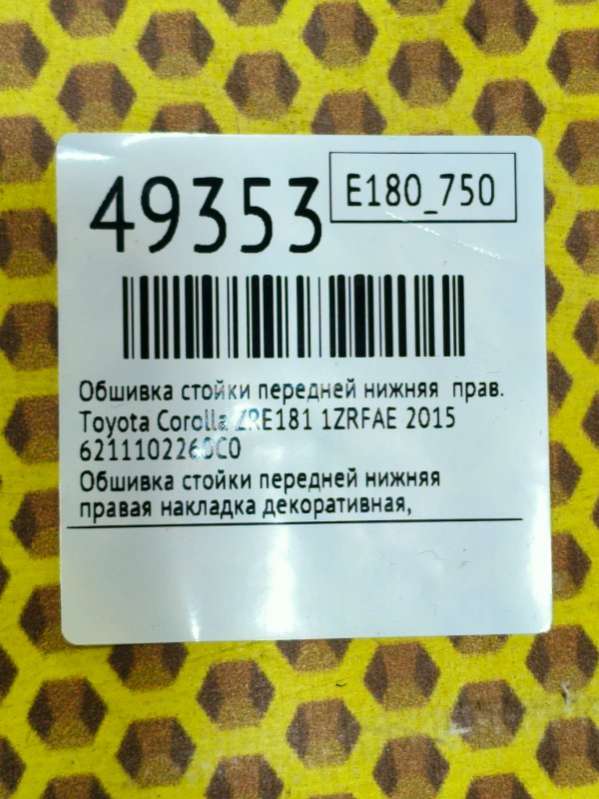 49353
E180_750
Обшивка стойки передней нижняя прав.
Toyota Corolla ZRE181 1ZRFAE 2015
6211102260C0
Обшивка стойки передней нижняя
правая накладка декоративная,